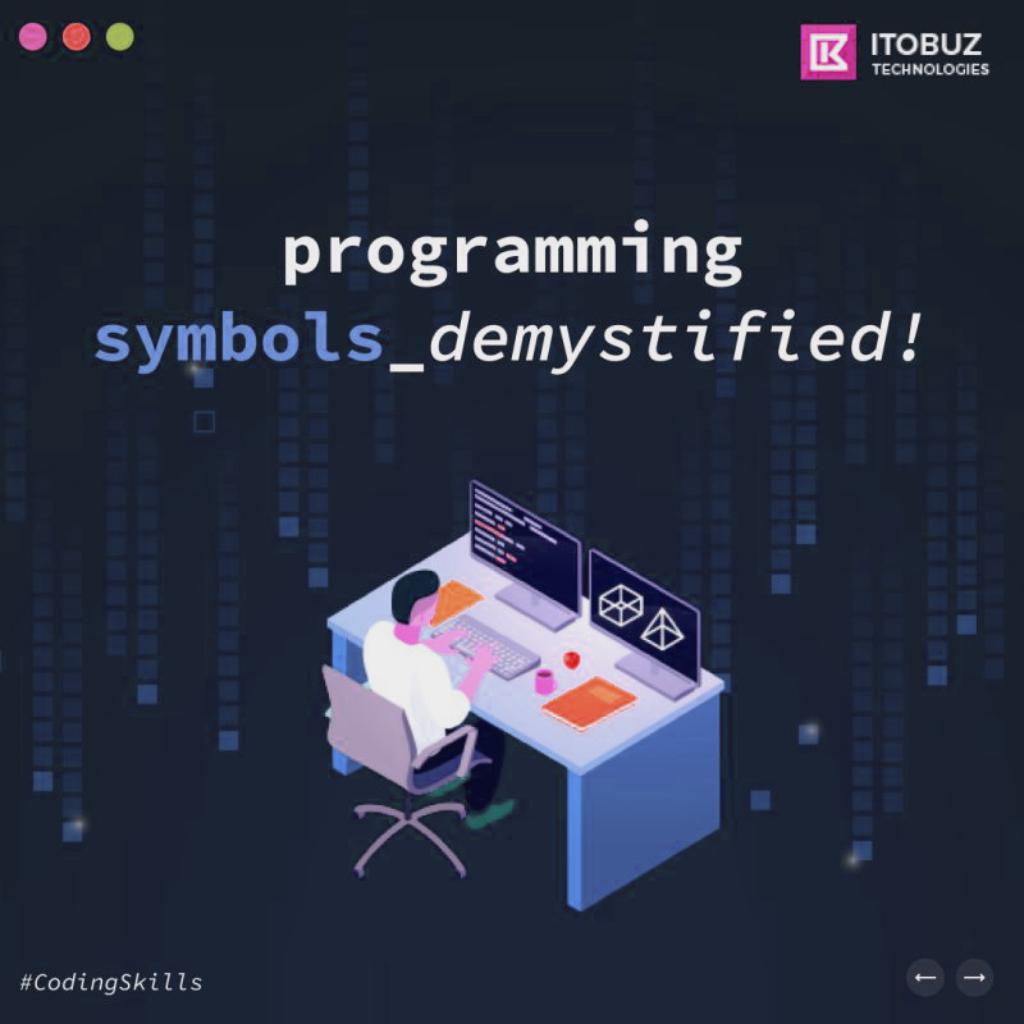 ITOBUZ
TECHNOLOGIES
programming
symbols_demystified!
#CodingSkills